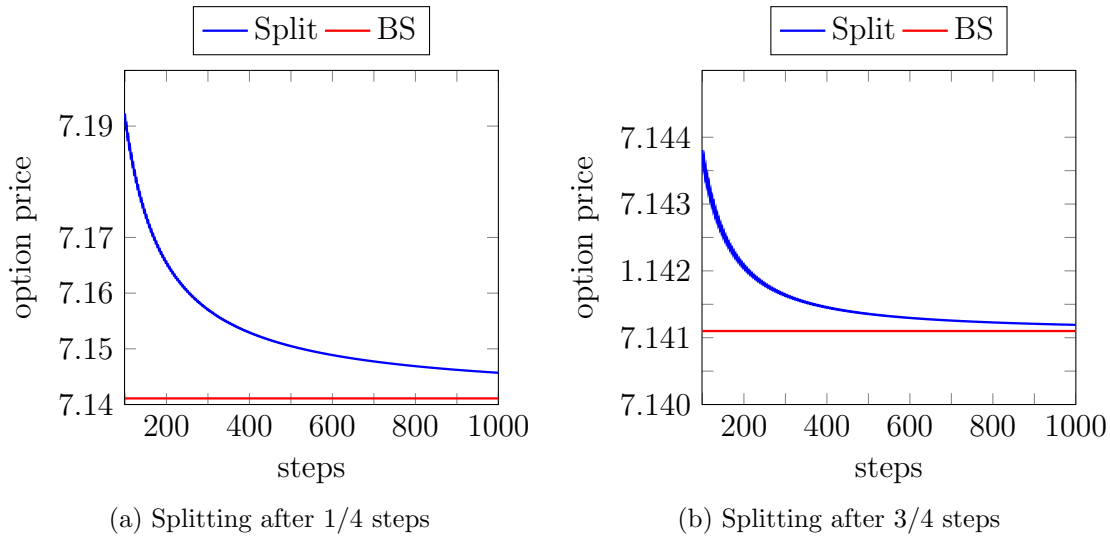 Split BS
7.19
7.17
7.16
7.15
7.14
option price
200 400 600 800 1000
steps
(a) Splitting after 1/4 steps
Split BS
7.144
7.143
1.142
7.141
7.140
option price
200 400 600 800 1000
steps
(b) Splitting after 3/4 steps